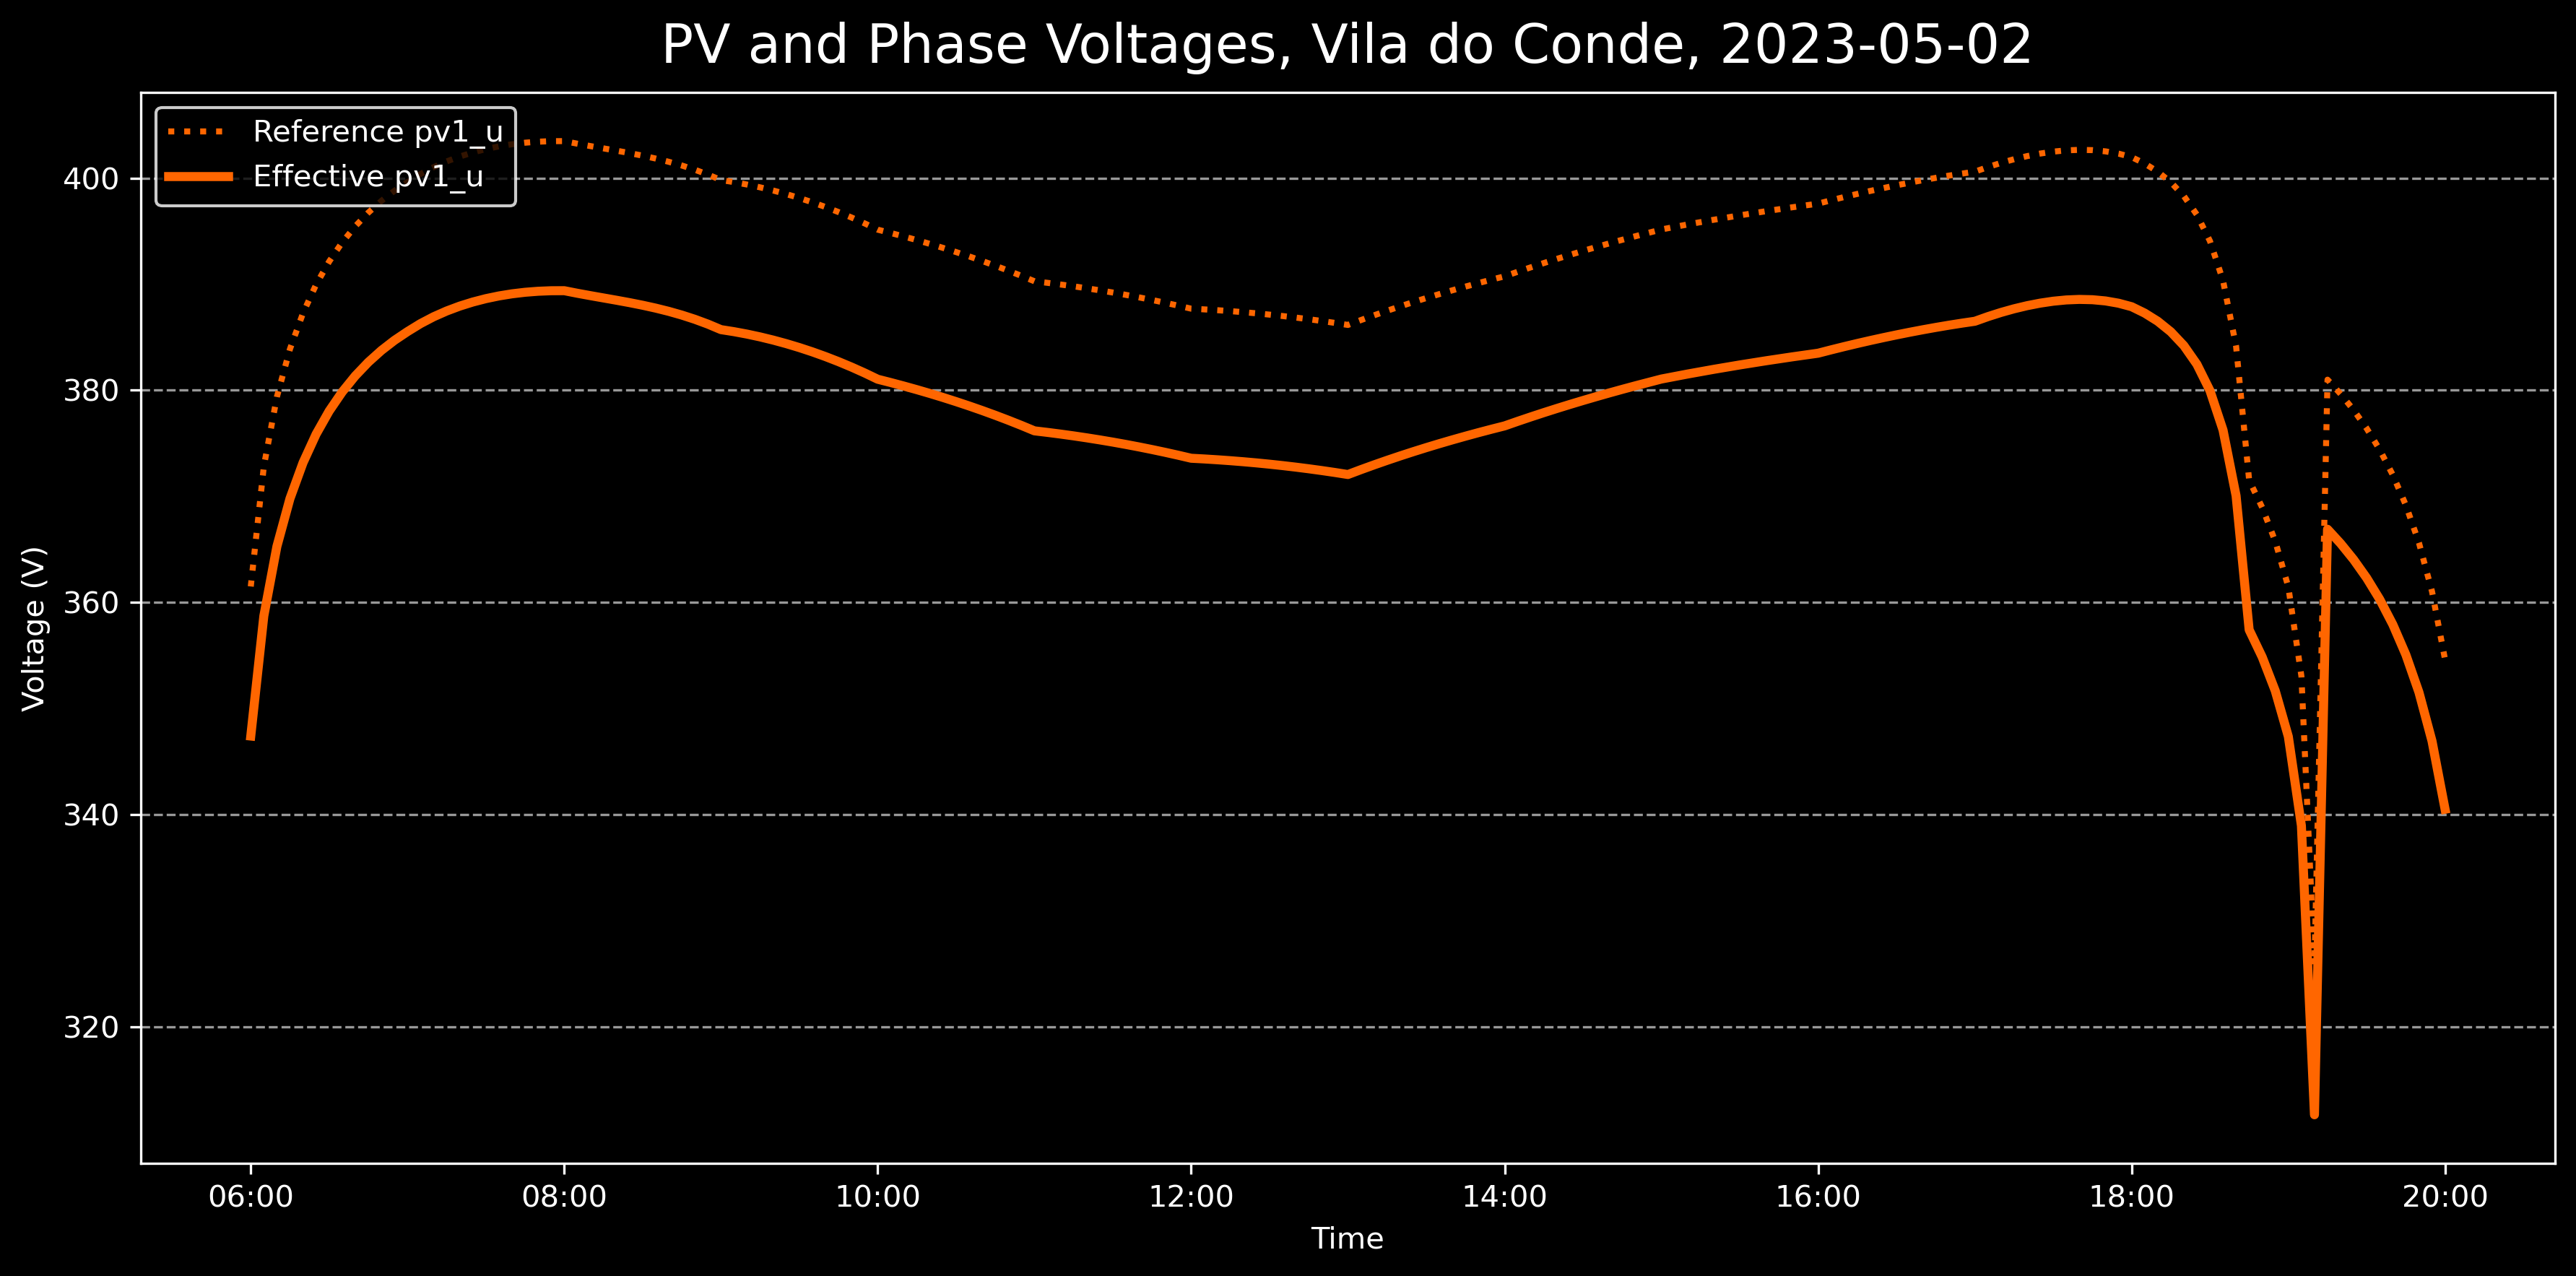 PV and Phase Voltages, Vila do Conde, 2023-05-02
Reference pv1_u
Effective pv1_u
Voltage (V)
400
380
360
340
320
06:00 08:00 10:00 12:00 14:00 16:00 18:00 20:00
Time